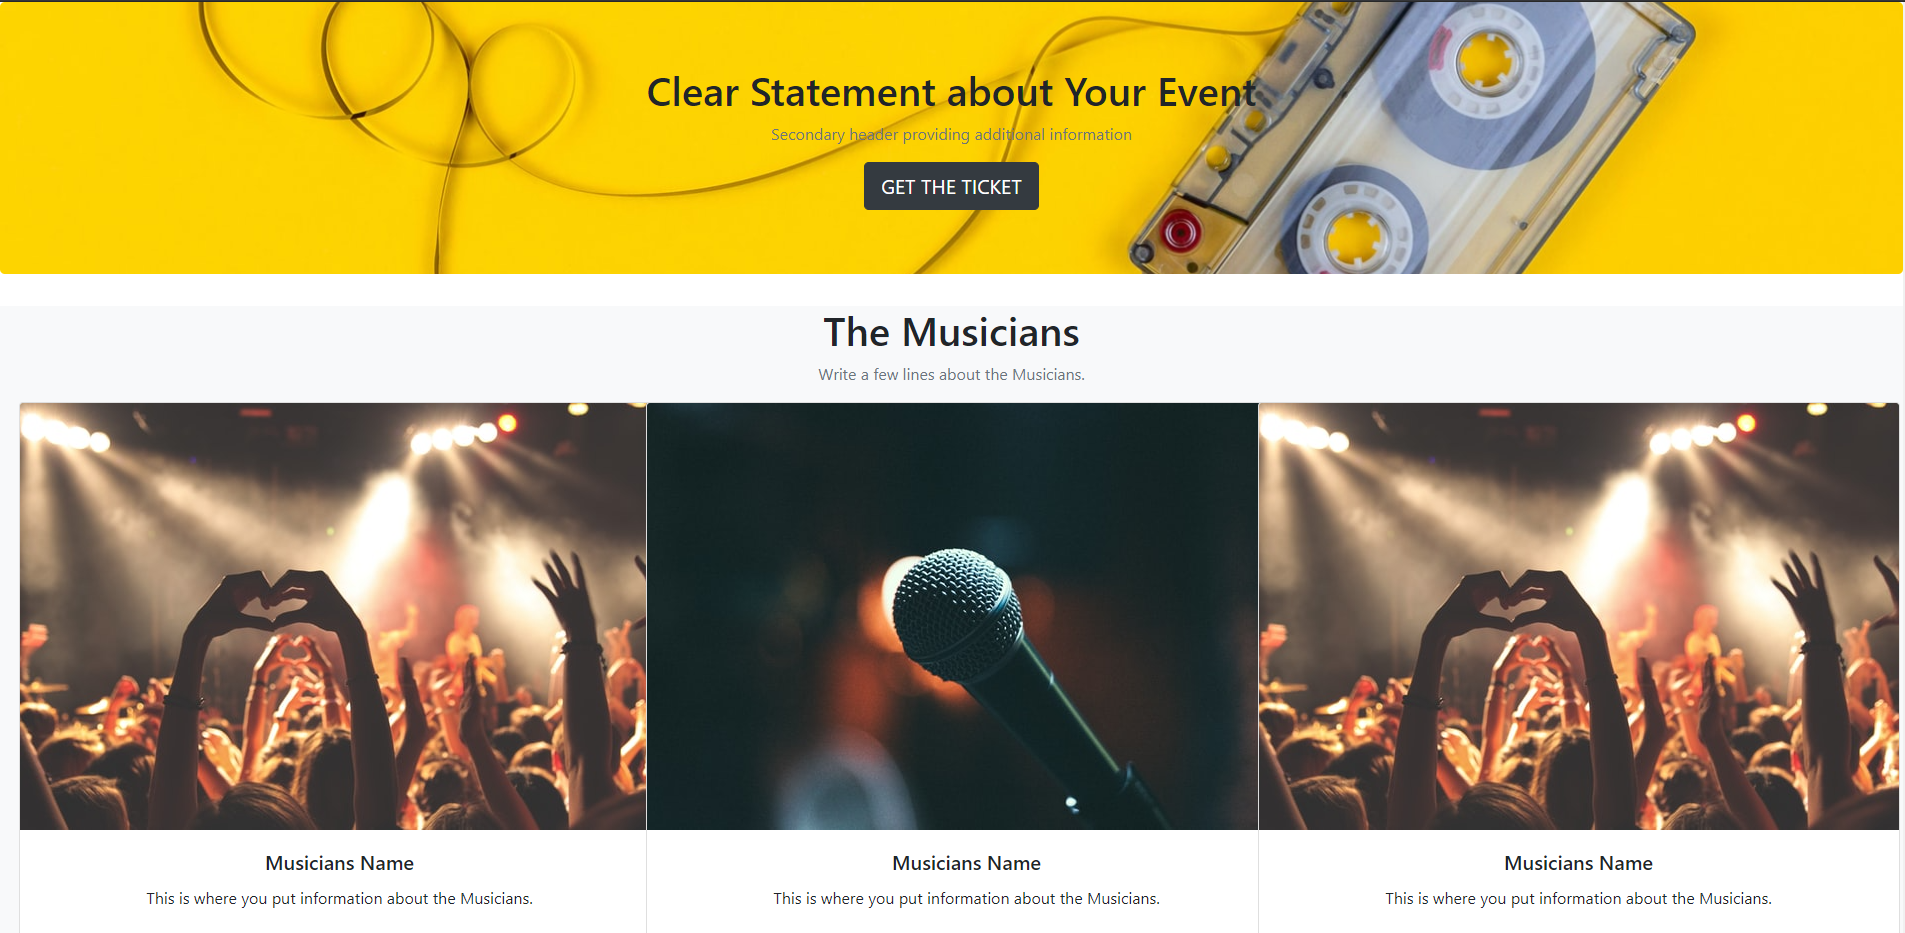 Clear Statement about Your Event
Secondary header providing additional information
GET THE TICKET
The Musicians
Write a few lines about the Musicians.
Musicians Name
This is where you put information about the Musicians.
Musicians Name
This is where you put information about the Musicians.
Musicians Name
This is where you put information about the Musicians.